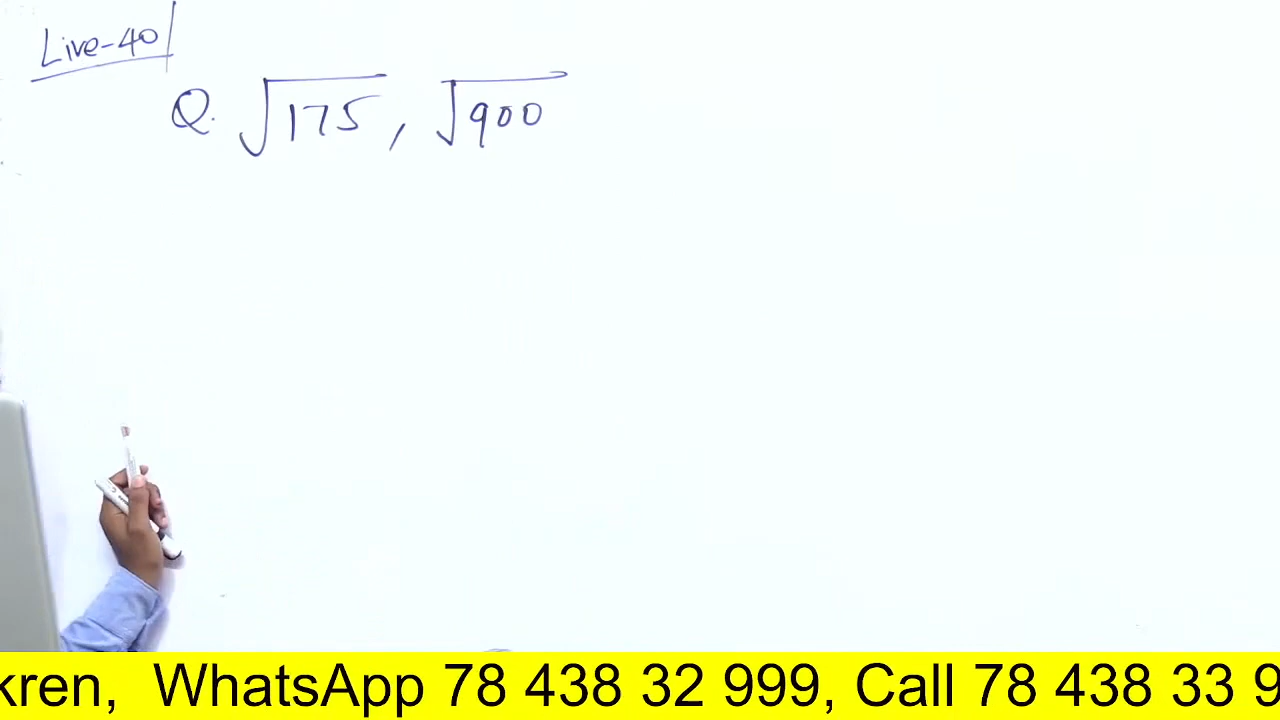 Live-40
Q. √175, √900
kren, WhatsApp 78 438 32 999, Call 78 438 33 9